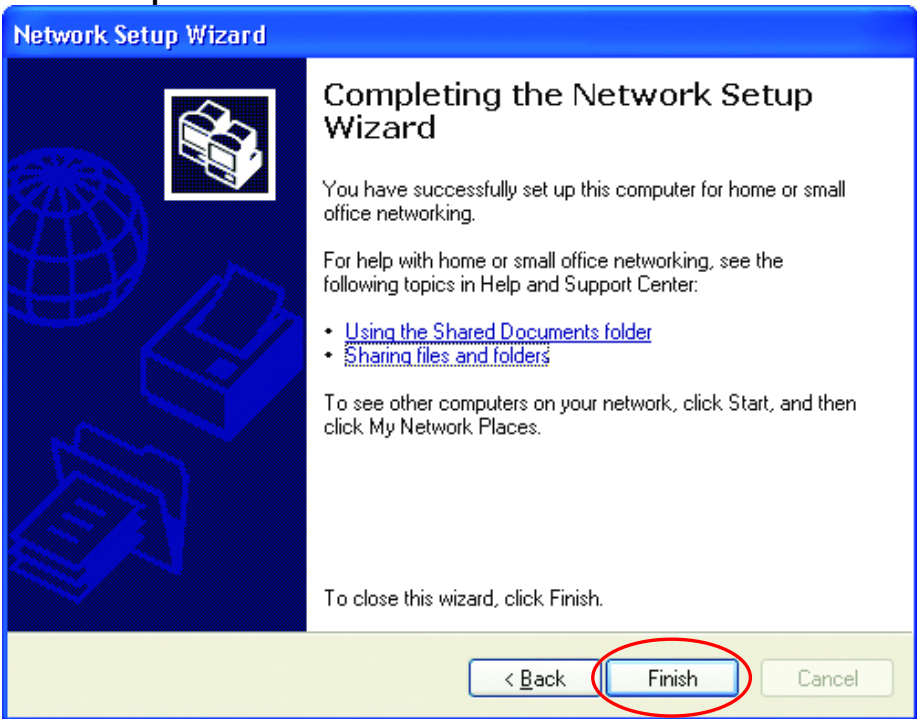 Network Setup Wizard
Completing the Network Setup
Wizard
You have successfully set up this computer for home or small
office networking.
For help with home or small office networking, see the
following topics in Help and Support Center:
• Using the Shared Documents folder
• Sharing files and folders
To see other computers on your network, click Start, and then
click My Network Places.
To close this wizard, click Finish.
< Back Finish Cancel